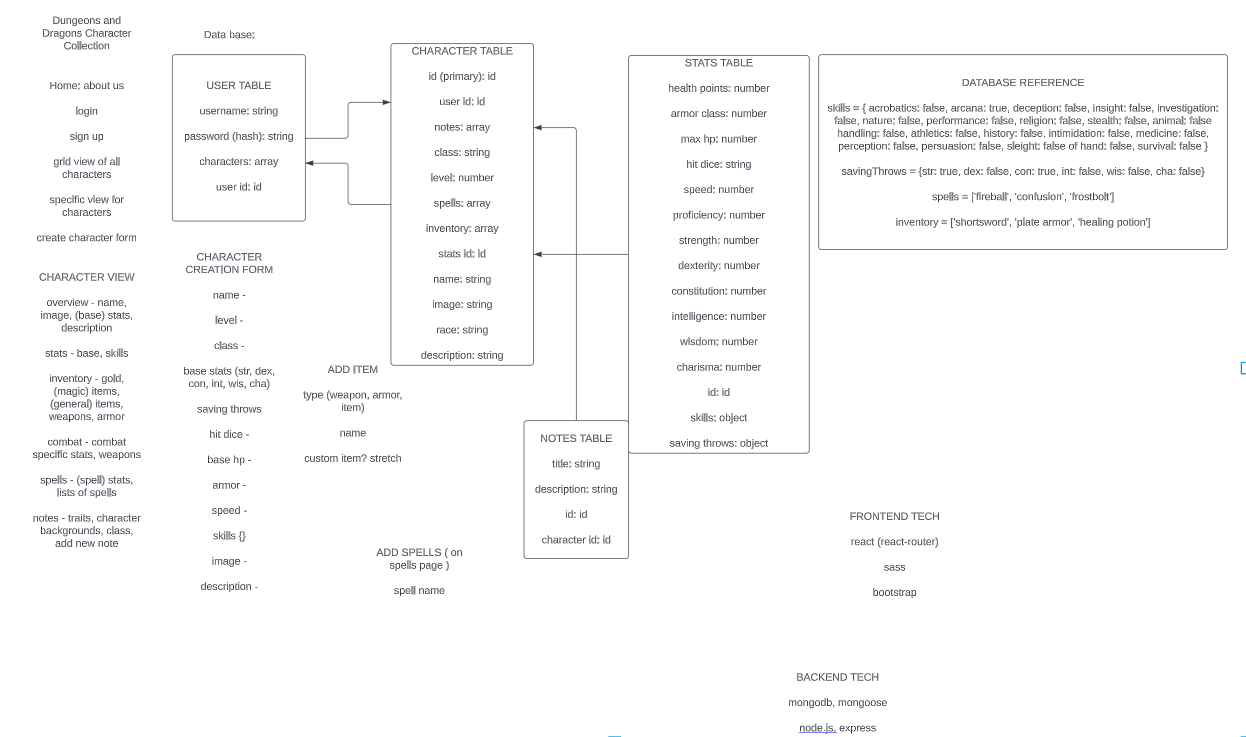 Dungeons and
Dragons Character
Collection
Home: about us
login
sign up
grid view of all
characters
specific view for
characters
create character form
CHARACTER VIEW
overview - name,
image, (base) stats,
description
stats - base, skills
inventory - gold,
(magic) items,
(general) items,
weapons, armor
combat - combat
specific stats, weapons
spells - (spell) stats,
lists of spells
notes - traits, character
backgrounds, class,
add new note
Data base:
USER TABLE
username: string
password (hash): string
characters: array
user id: id
CHARACTER
CREATION FORM
name -
level -
class -
base stats (str, dex,
con, int, wis, cha)
saving throws
hit dice -
base hp -
armor -
speed -
skills {}
image -
description -
CHARACTER TABLE
id (primary): id
user id: id
notes: array
class: string
level: number
spells: array
inventory: array
stats id: id
name: string
image: string
race: string
description: string
ADD ITEM
type (weapon, armor,
item)
name
custom item? stretch
ADD SPELLS ( on
spells page )
spell name
NOTES TABLE
title: string
description: string
id: id
character id: id
STATS TABLE
health points: number
armor class: number
max hp: number
hit dice: string
speed: number
proficiency: number
strength: number
dexterity: number
constitution: number
intelligence: number
wisdom: number
charisma: number
id: id
skills: object
saving throws: object
DATABASE REFERENCE
skills = { acrobatics: false, arcana: true, deception: false, insight: false, investigation:
false, nature: false, performance: false, religion: false, stealth: false, animal: false
handling: false, athletics: false, history: false, intimidation: false, medicine: false,
perception: false, persuasion: false, sleight: false of hand: false, survival: false }
savingThrows = {str: true, dex: false, con: true, int: false, wis: false, cha: false}
spells = ['fireball', 'confusion', 'frostbolt']
inventory = ['shortsword', 'plate armor', 'healing potion']
FRONTEND TECH
react (react-router)
sass
bootstrap
BACKEND TECH
mongodb, mongoose
node.js, express